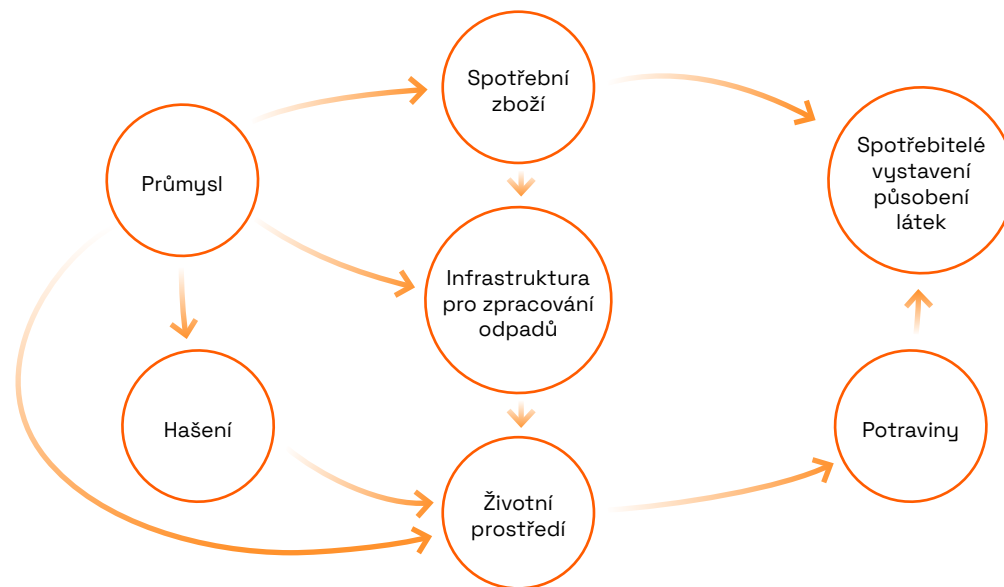 Spotřební
zboží
Průmysl
Spotřebitelé
vystavení
působení
látek
Infrastruktura
pro zpracování
odpadů
Hašení
Potraviny
Životní
prostředí